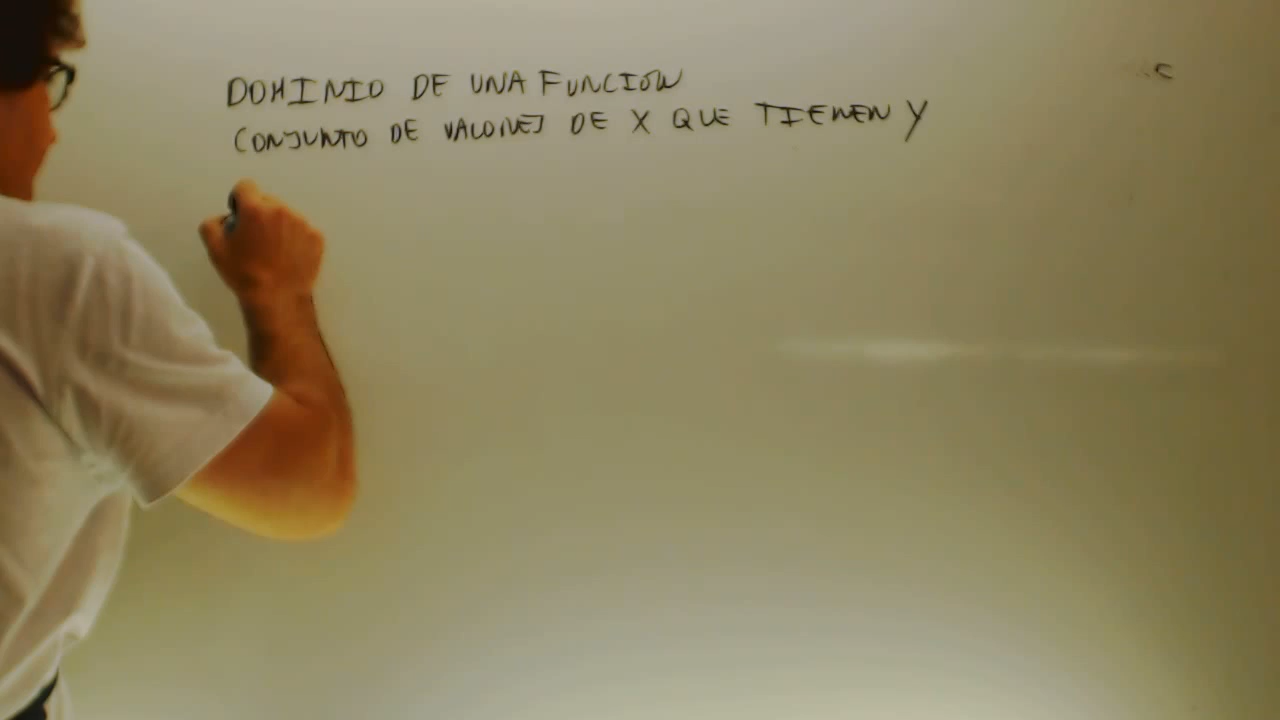 DOMINIO DE UNA FUNCION
CONJUNTO DE VALORES DE X QUE TIENEN Y